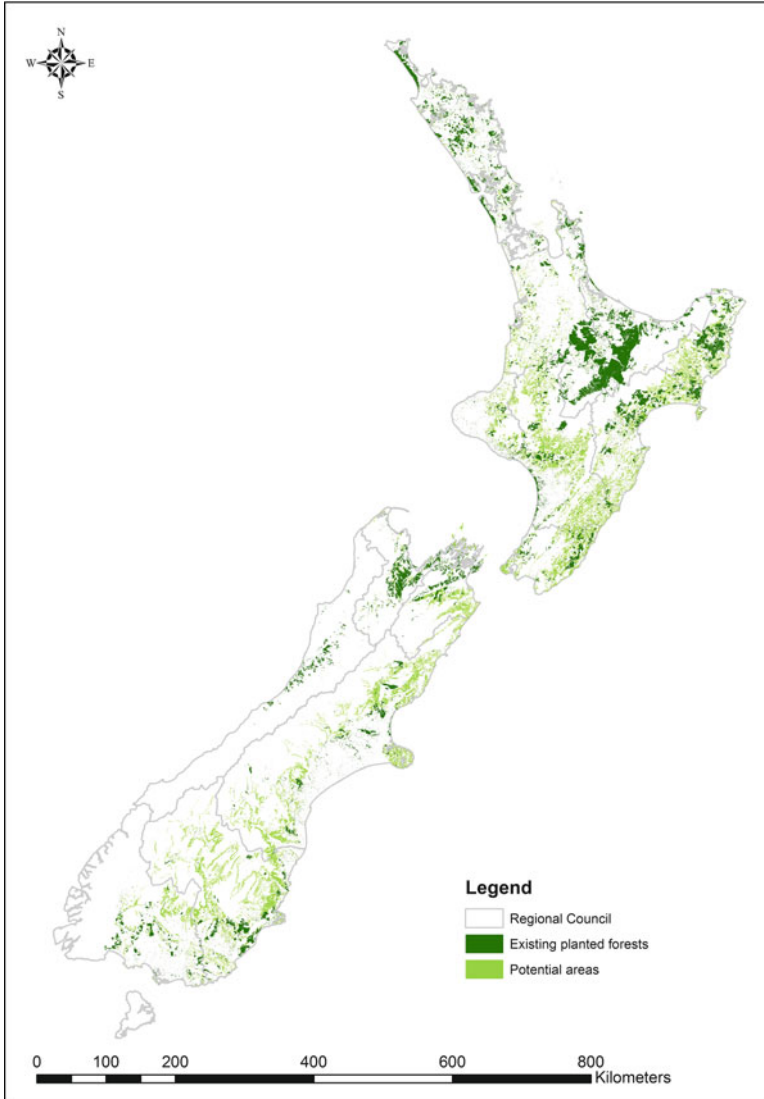 N
W E
S
Legend
Regional Council
Existing planted forests
Potential areas
0 100 200 400 600 800
Kilometers